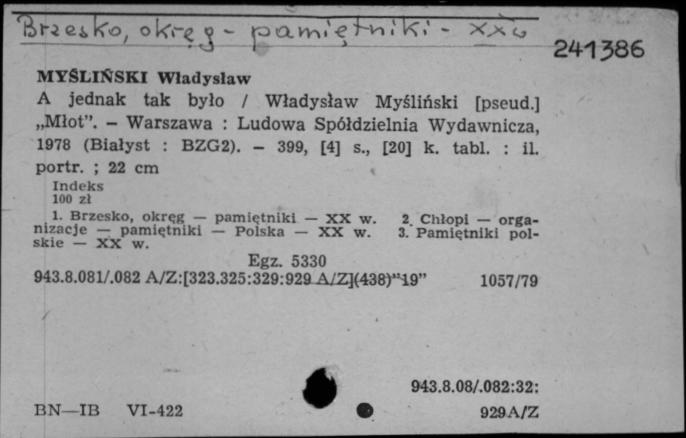 Brzesko, okręg - pamiętniki - XX w
241386
MYŚLIŃSKI Władysław
A jednak tak było / Władysław Myśliński [pseud.]
„Młot”. – Warszawa : Ludowa Spółdzielnia Wydawnicza,
1978 (Białyst : BZG2). – 399, [4] s., [20] k. tabl. : il.
portr. ; 22 cm
Indeks
100 zł
1. Brzesko, okręg — pamiętniki — XX w. 2. Chłopi — orga-
nizacje — pamiętniki — Polska — XX w. 3. Pamiętniki pol-
skie — XX w.
Egz. 5330
943.8.081/.082 A/Z:[323.325:329:929 A/Z](438)"19” 1057/79
943.8.08/.082:32:
BN—IB VI-422 929A/Z